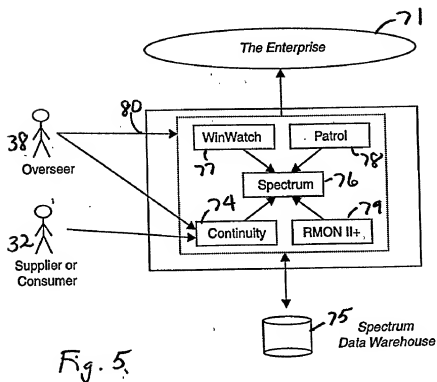 71
The Enterprise
80
38
Overseer
WinWatch
77
Patrol
78
Spectrum
76
74
Continuity
79
RMON II+
32
Supplier or
Consumer
75
Spectrum
Data Warehouse
Fig. 5.